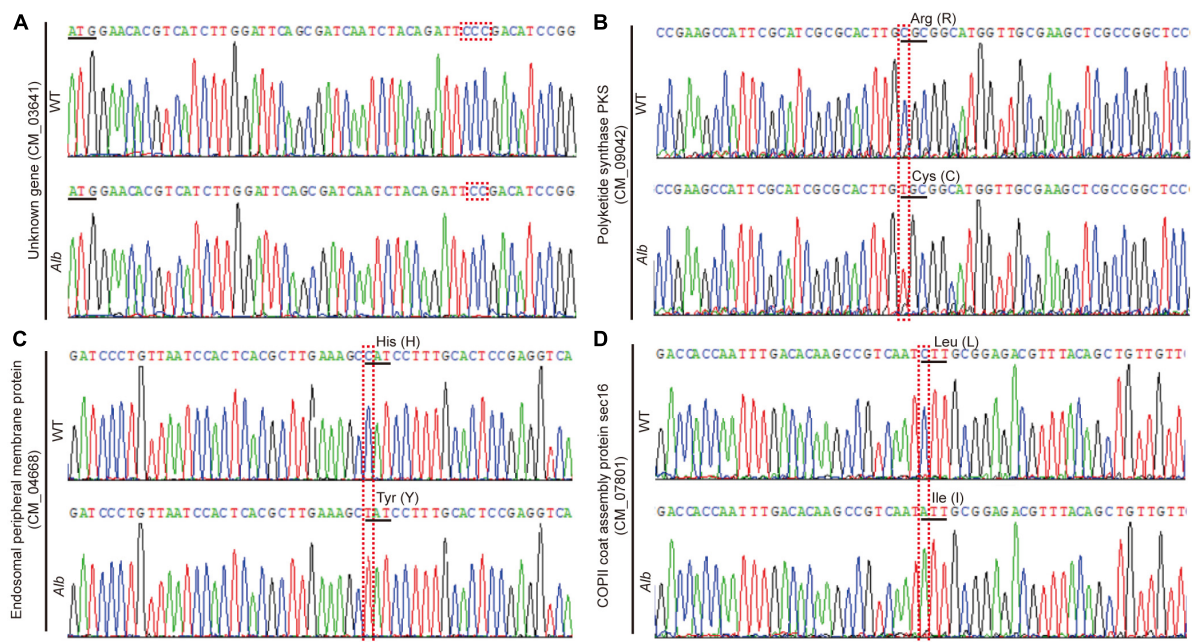 A
Unknown gene (CM_03641)
WT
ATGGAACACGTCATCTTGGATTCAGCGATCAATCTACAGATTCCCGACATCCGG
Alb
ATGGAACACGTCATCTTGGATTCAGCGATCAATCTACAGATTCCGACATCCGG
B
Polyketide synthase PKS
(CM_09042)
Arg (R)
WT
CCGAAGCCATTCGCATCGCGCACTTGCGCGGCATGGTTGCGAAGCTCGCCGGCTCC
Cys (C)
Alb
CCGAAGCCATTCGCATCGCGCACTTGTGCGGCATGGTTGCGAAGCTCGCCGGCTCC
C
Endosomal peripheral membrane protein
(CM_04668)
His (H)
WT
GATCCCTGTTAATCCACTCACGCTTGAAAGCCATCCTTTGCACTCCGAGGTCA
Tyr (Y)
Alb
GATCCCTGTTAATCCACTCACGCTTGAAAGCTATCCTTTGCACTCCGAGGTCA
D
COPII coat assembly protein sec16
(CM_07801)
Leu (L)
WT
GACCACCAATTTGACACAAGCCGTCAATCTTGCGGAGACGTTTACAGCTGTTGTT
Ile (I)
Alb
GACCACCAATTTGACACAAGCCGTCAATATTGCGGAGACGTTTACAGCTGTTGTT